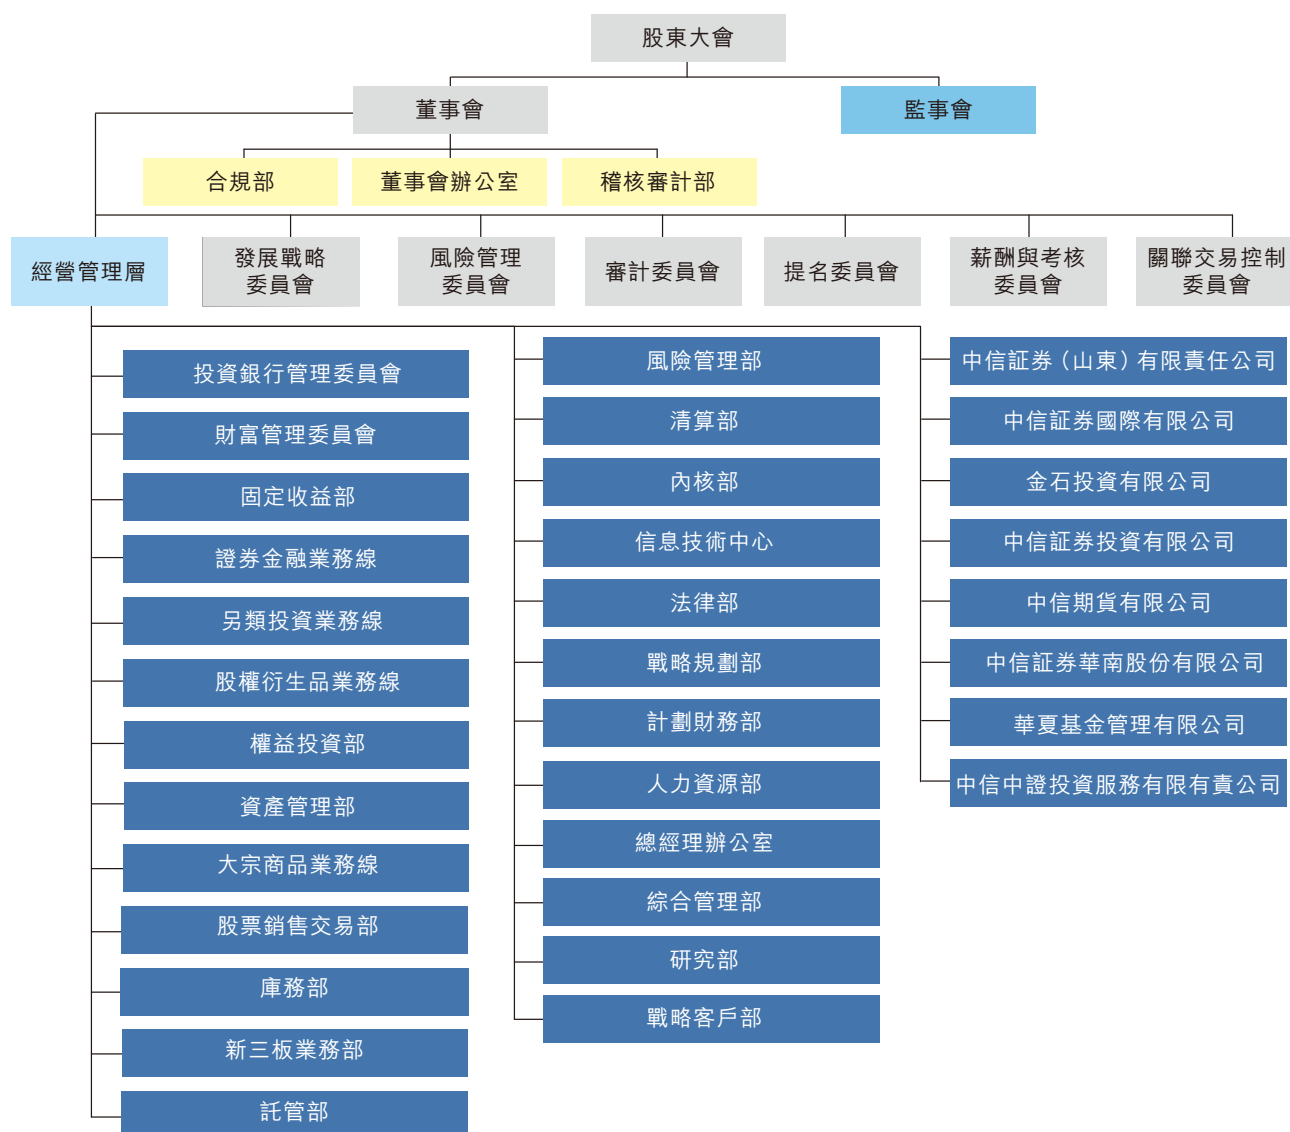 股東大會
董事會
監事會
合規部
董事會辦公室
稽核審計部
經營管理層
發展戰略
委員會
風險管理
委員會
審計委員會
提名委員會
薪酬與考核
委員會
關聯交易控制
委員會
投資銀行管理委員會
財富管理委員會
固定收益部
證券金融業務線
另類投資業務線
股權衍生品業務線
權益投資部
資產管理部
大宗商品業務線
股票銷售交易部
庫務部
新三板業務部
託管部
風險管理部
清算部
內核部
信息技術中心
法律部
戰略規劃部
計劃財務部
人力資源部
總經理辦公室
綜合管理部
研究部
戰略客戶部
中信証券（山東）有限責任公司
中信証券國際有限公司
金石投資有限公司
中信証券投資有限公司
中信期貨有限公司
中信証券華南股份有限公司
華夏基金管理有限公司
中信中證投資服務有限有責公司